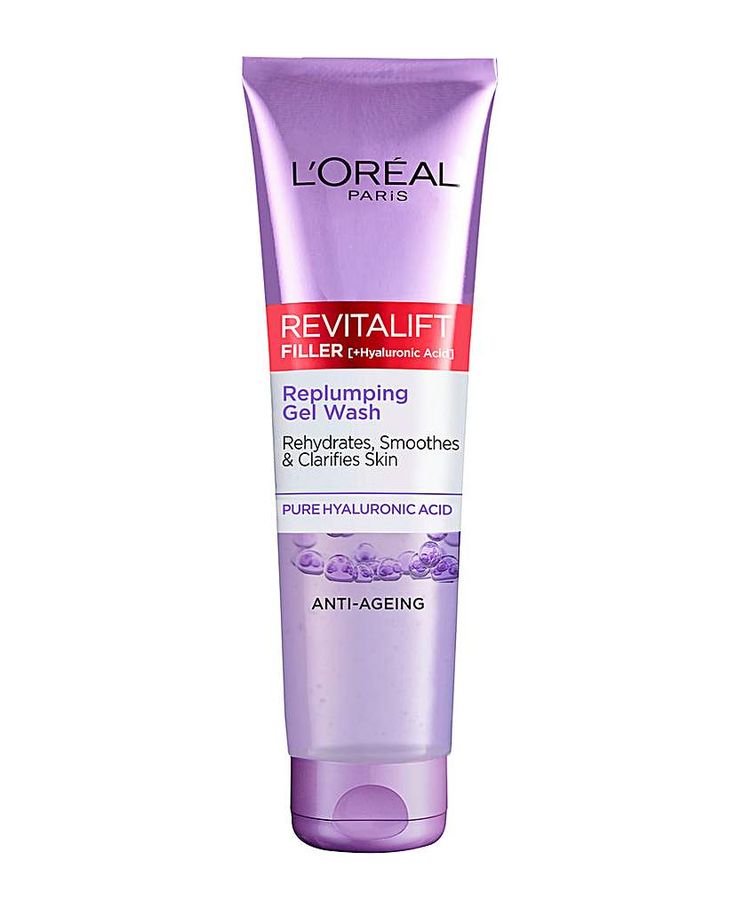 L'ORÉAL
PARiS
REVITALIFT
FILLER [+Hyaluronic Acid]
Replumping
Gel Wash
Rehydrates, Smoothes
& Clarifies Skin
PURE HYALURONIC ACID
ANTI-AGEING